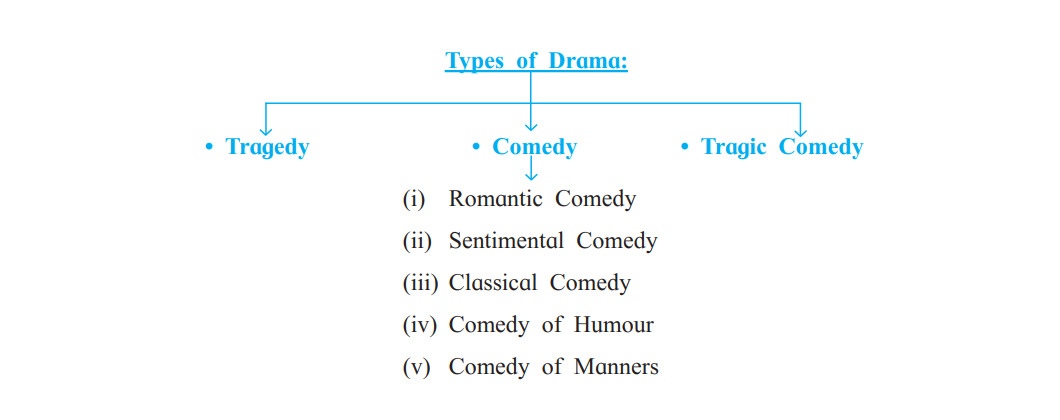 Types of Drama:
• Tragedy • Comedy • Tragic Comedy
(i) Romantic Comedy
(ii) Sentimental Comedy
(iii) Classical Comedy
(iv) Comedy of Humour
(v) Comedy of Manners